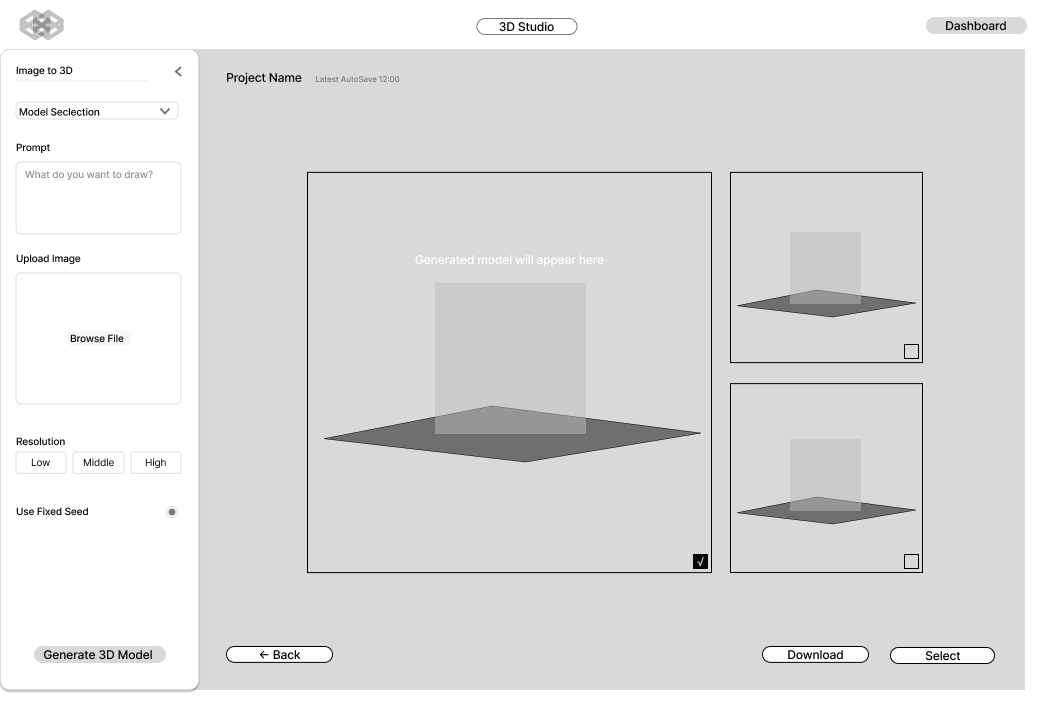 3D Studio
Dashboard
Image to 3D
Model Seclection
Prompt
What do you want to draw?
Upload Image
Browse File
Resolution
Low Middle High
Use Fixed Seed
Generate 3D Model
Project Name Latest AutoSave 12:00
Generated model will appear here
√
← Back
Download
Select